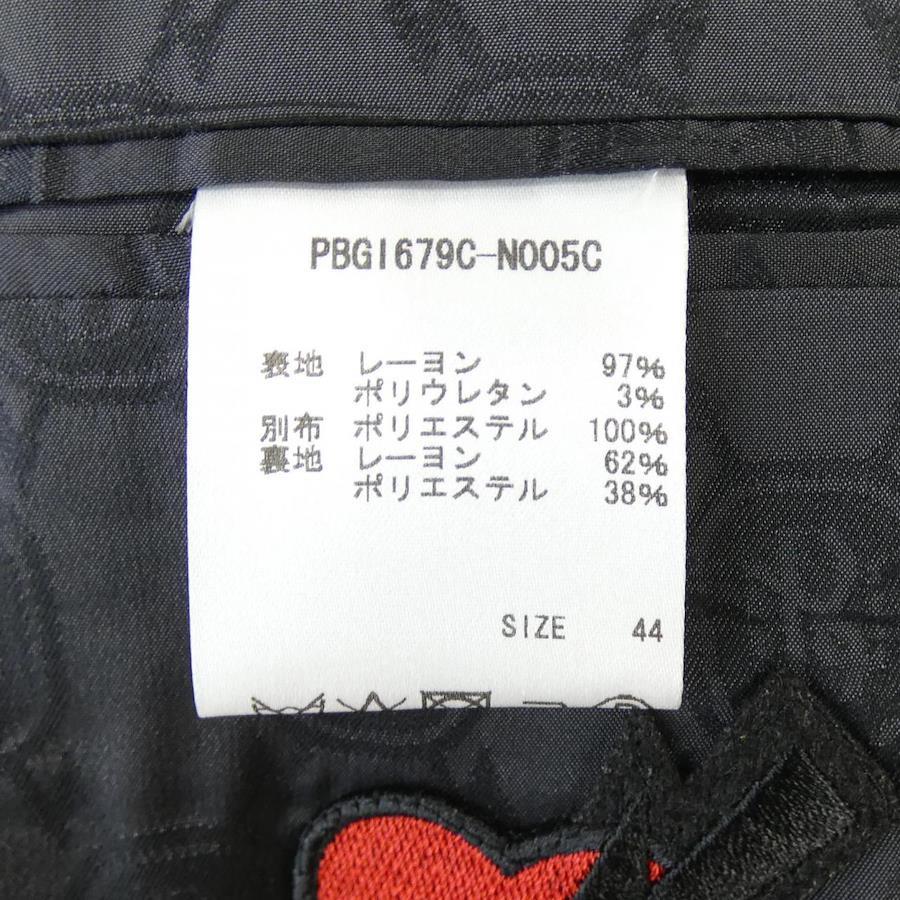 PBGI679C-N005C
表地 レーヨン 97%
ポリウレタン 3%
別布 ポリエステル 100%
裏地 レーヨン 62%
ポリエステル 38%
SIZE 44